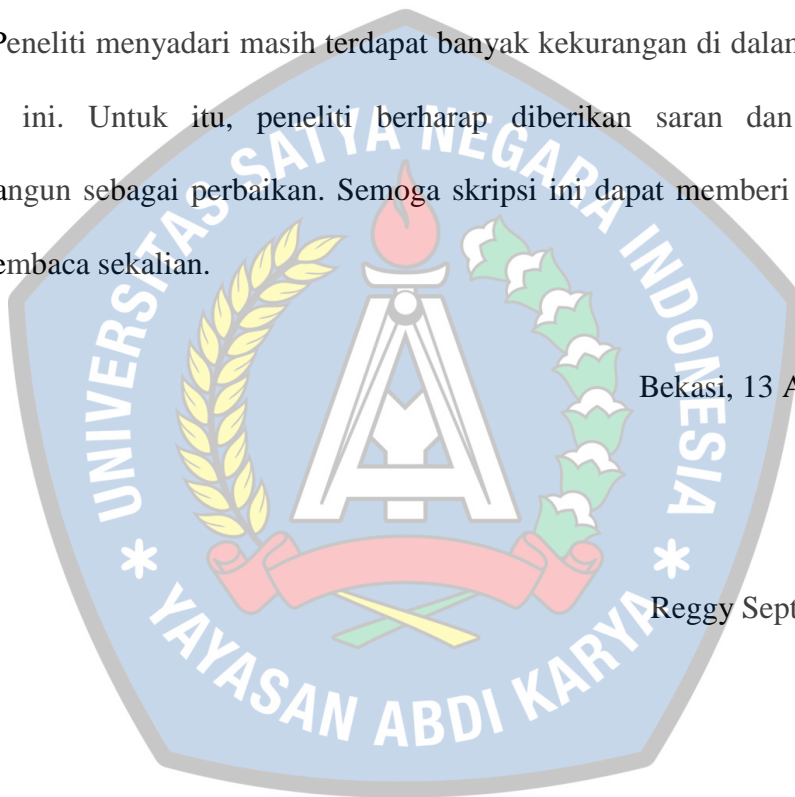 Peneliti menyadari masih terdapat banyak kekurangan di dalam
ini. Untuk itu, peneliti berharap diberikan saran dan
angun sebagai perbaikan. Semoga skripsi ini dapat memberi
embaca sekalian.
Bekasi, 13 A
Reggy Sept
UNIVERSITAS SATYA NEGARA INDONESIA
YAYASAN ABDI KARYA